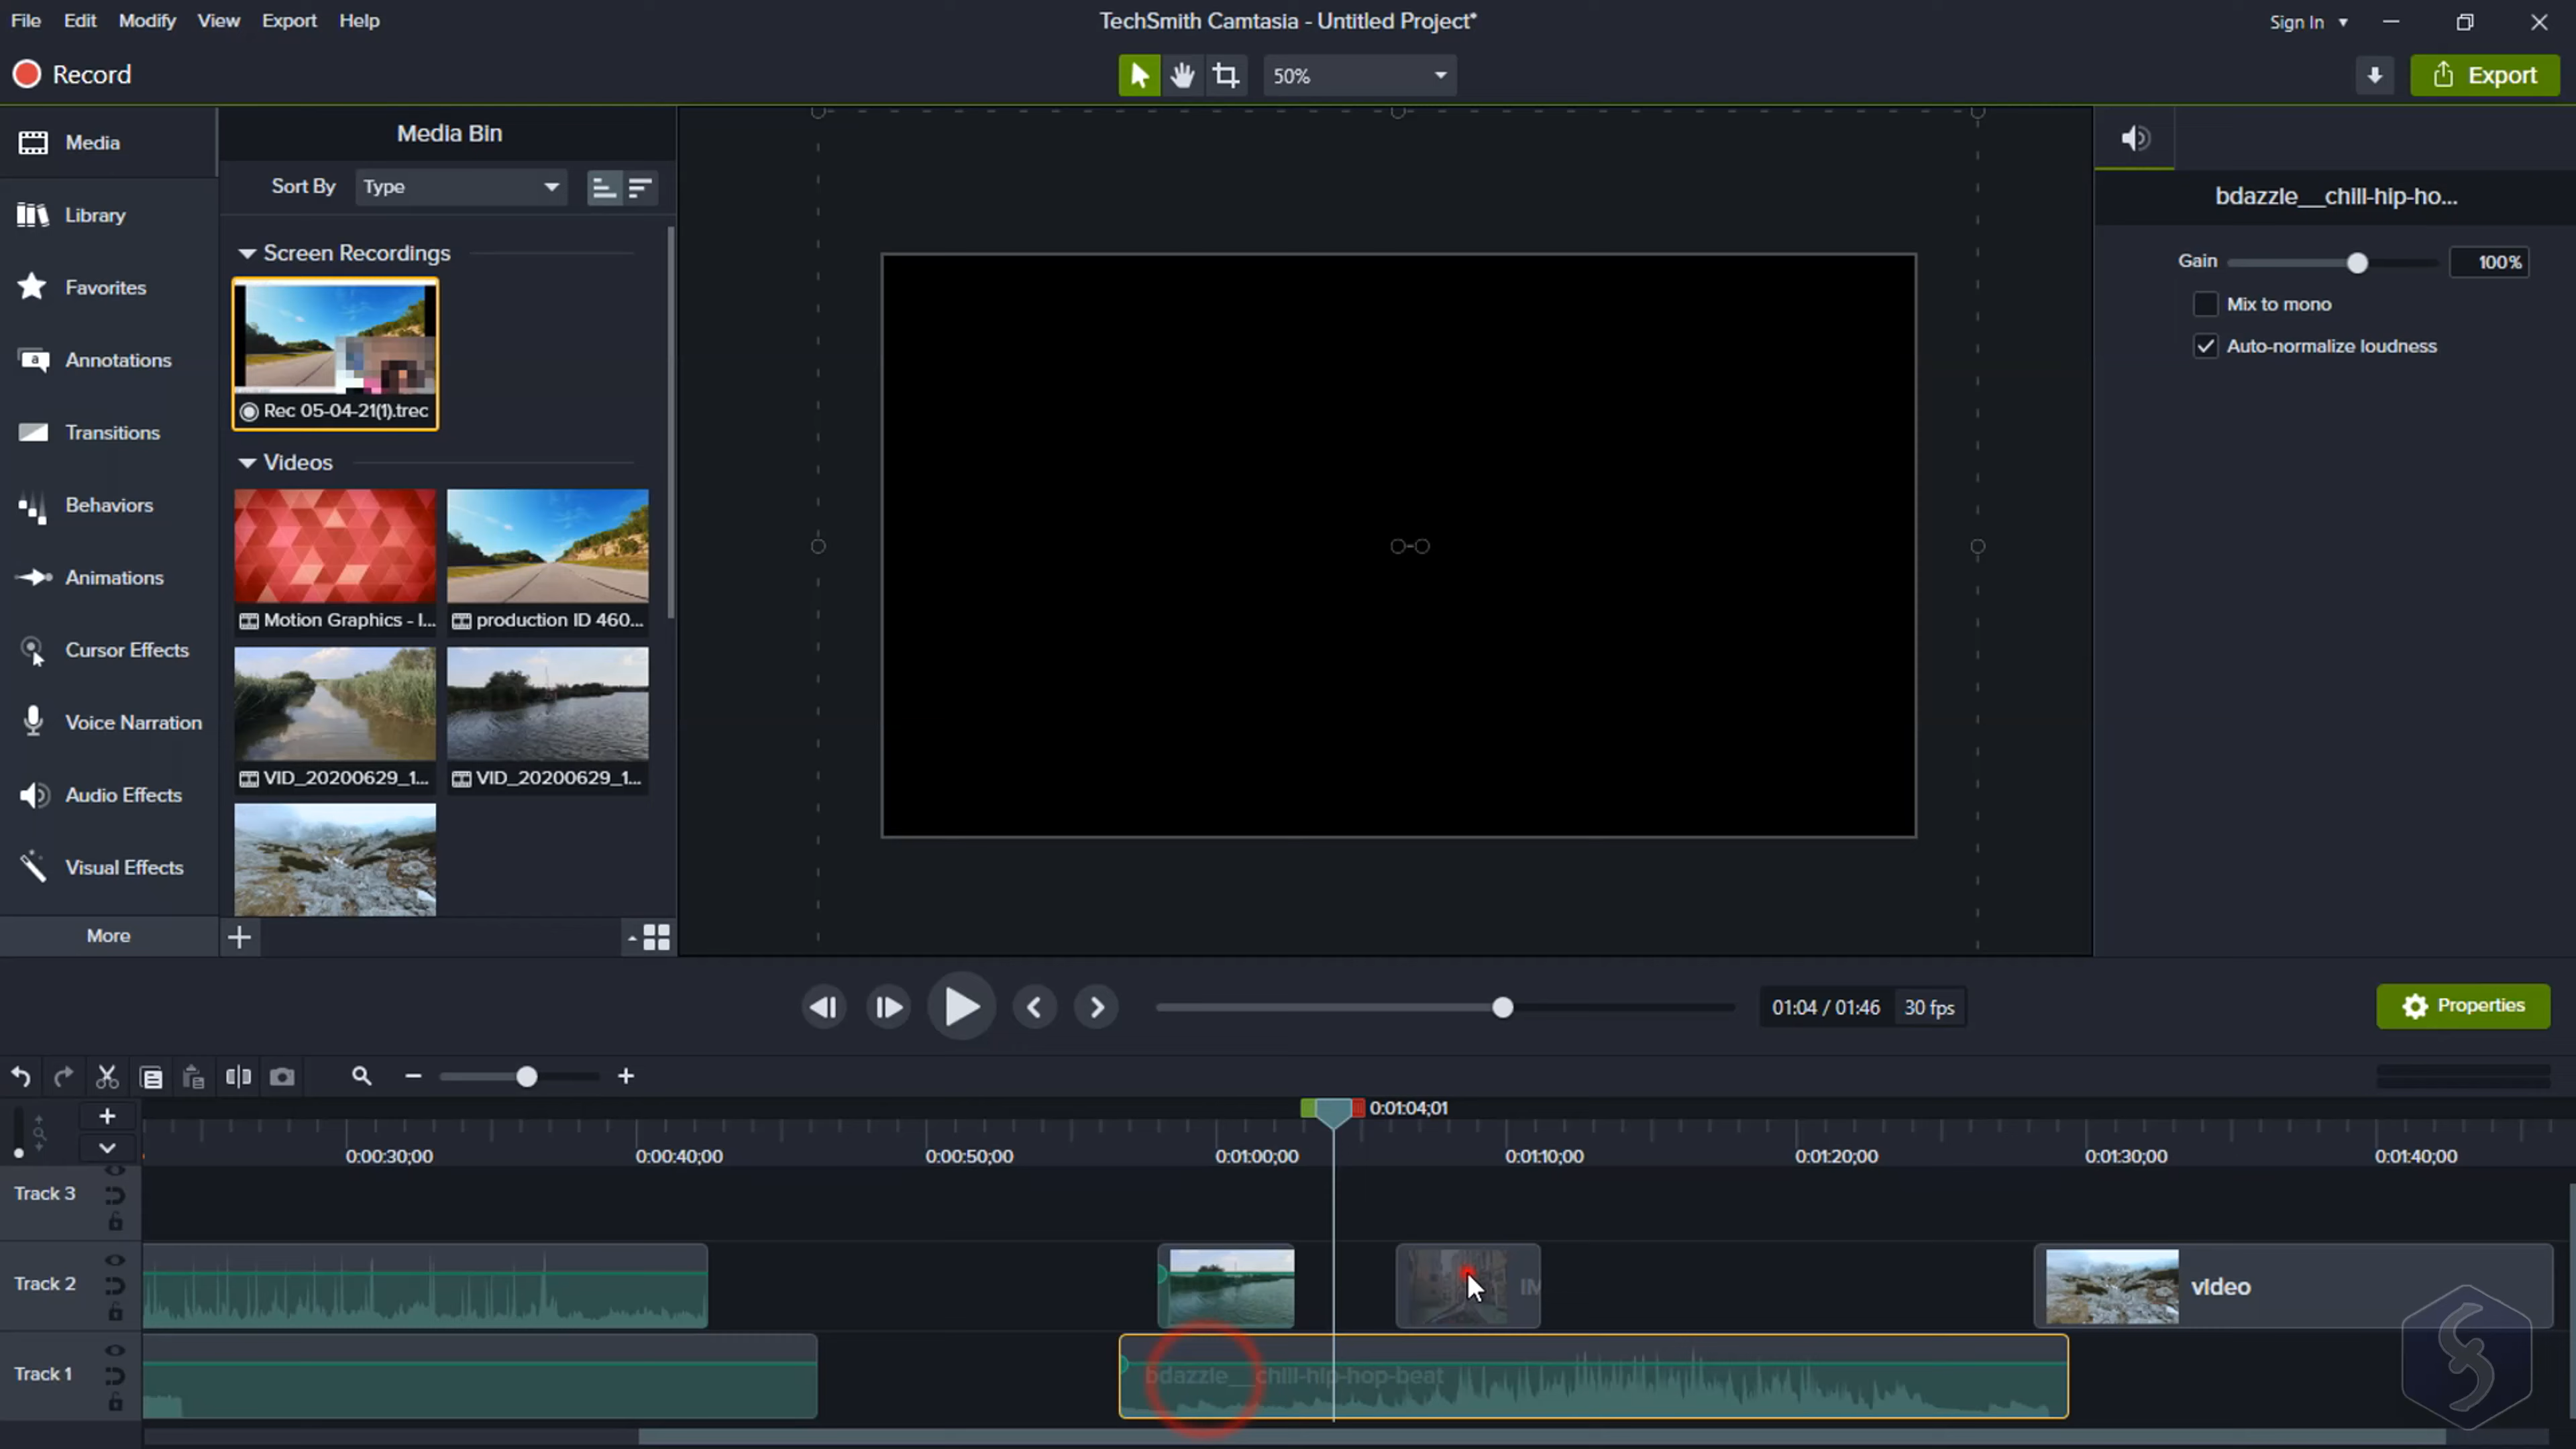 File Edit Modify View Export Help
TechSmith Camtasia - Untitled Project*
Sign In
Record
50%
Export
Media
Library
Favorites
a
Annotations
Transitions
Behaviors
Animations
Cursor Effects
Voice Narration
Audio Effects
Visual Effects
More
Media Bin
Sort By Type
Screen Recordings
Rec 05-04-21(1).trec
Videos
Motion Graphics - I...
production ID 460...
VID_20200629_1...
VID_20200629_1...
bdazzle__chill-hip-ho...
Gain 100%
Mix to mono
Auto-normalize loudness
01:04 / 01:46 30 fps
Properties
0:01:04;01
0:00:30;00 0:00:40;00 0:00:50;00 0:01:00;00 0:01:10;00 0:01:20;00 0:01:30;00 0:01:40;00
Track 3
Track 2
IM
video
Track 1
bdazzle__chill-hip-hop-beat